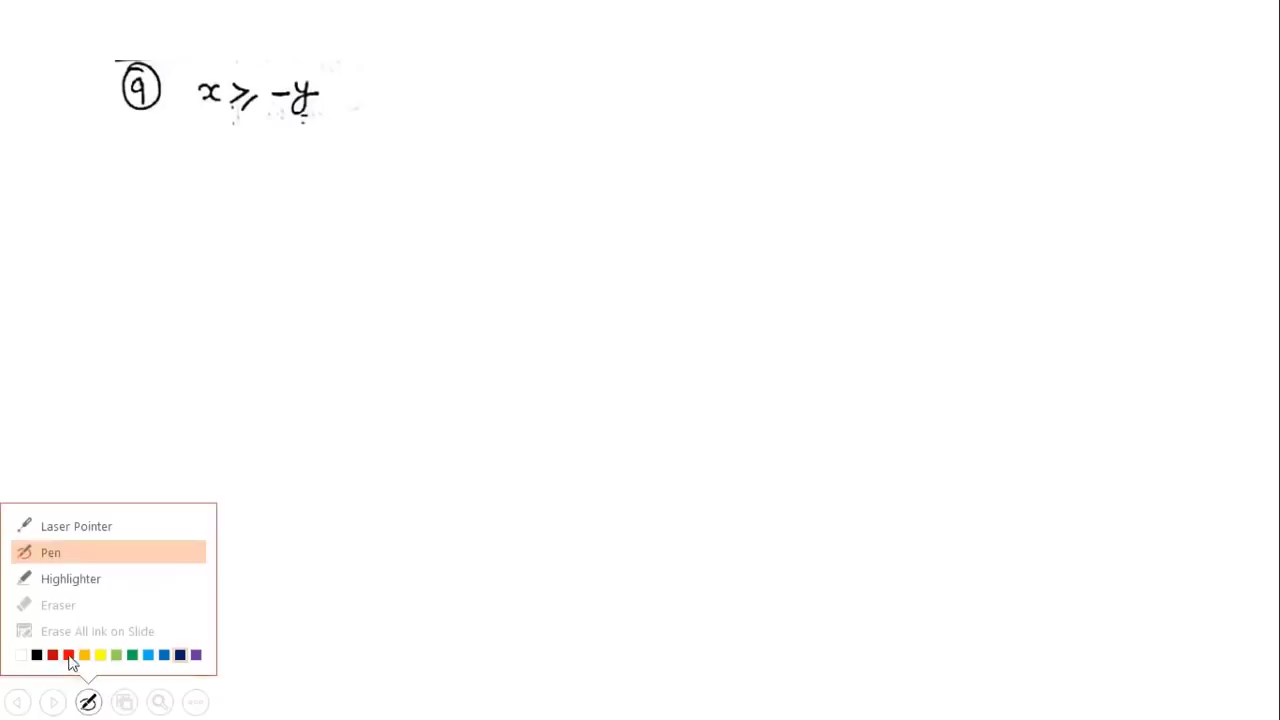 ⑨ x ⩾ -y
Laser Pointer
Pen
Highlighter
Eraser
Erase All Ink on Slide